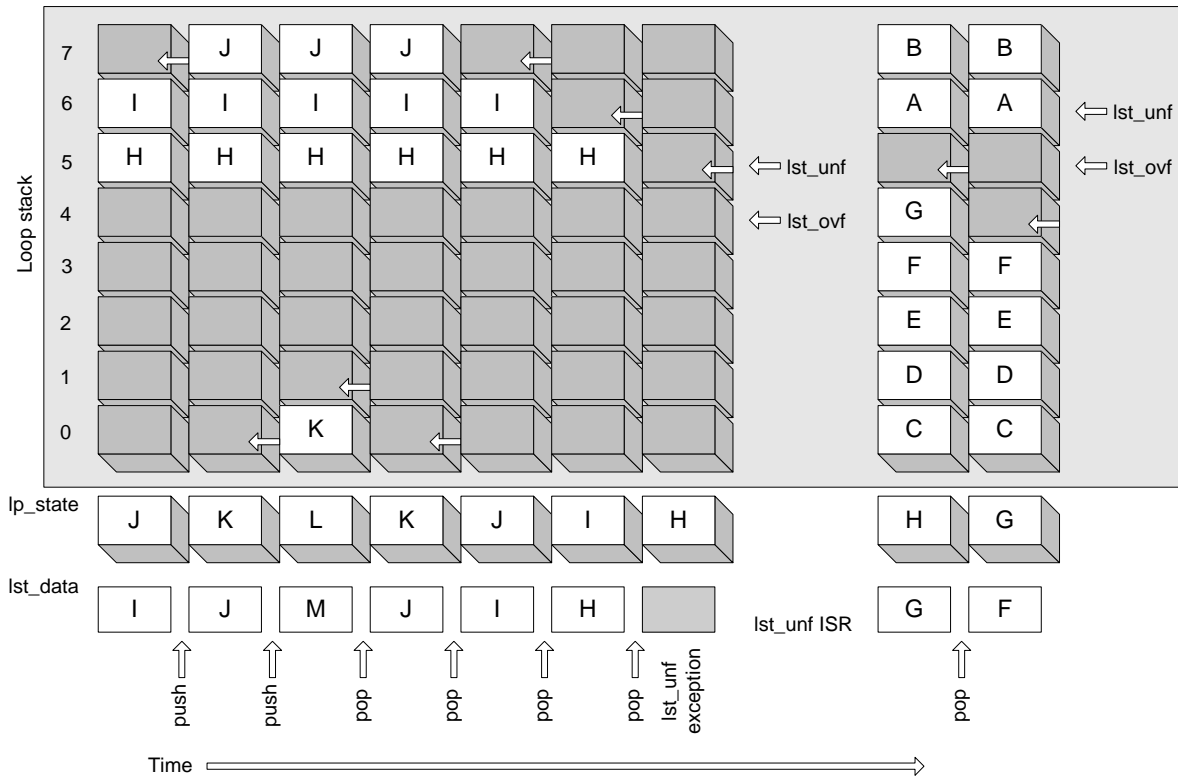 7 J J J B B
6 I I I I I A A lst_unf
5 H H H H H H lst_unf lst_ovf
4 lst_ovf G
3 F F
2 E E
1 D D
0 K C C
Loop stack
lp_state J K L K J I H H G
lst_data I J M J I H lst_unf ISR G F
push push pop pop pop pop lst_unf exception pop
Time